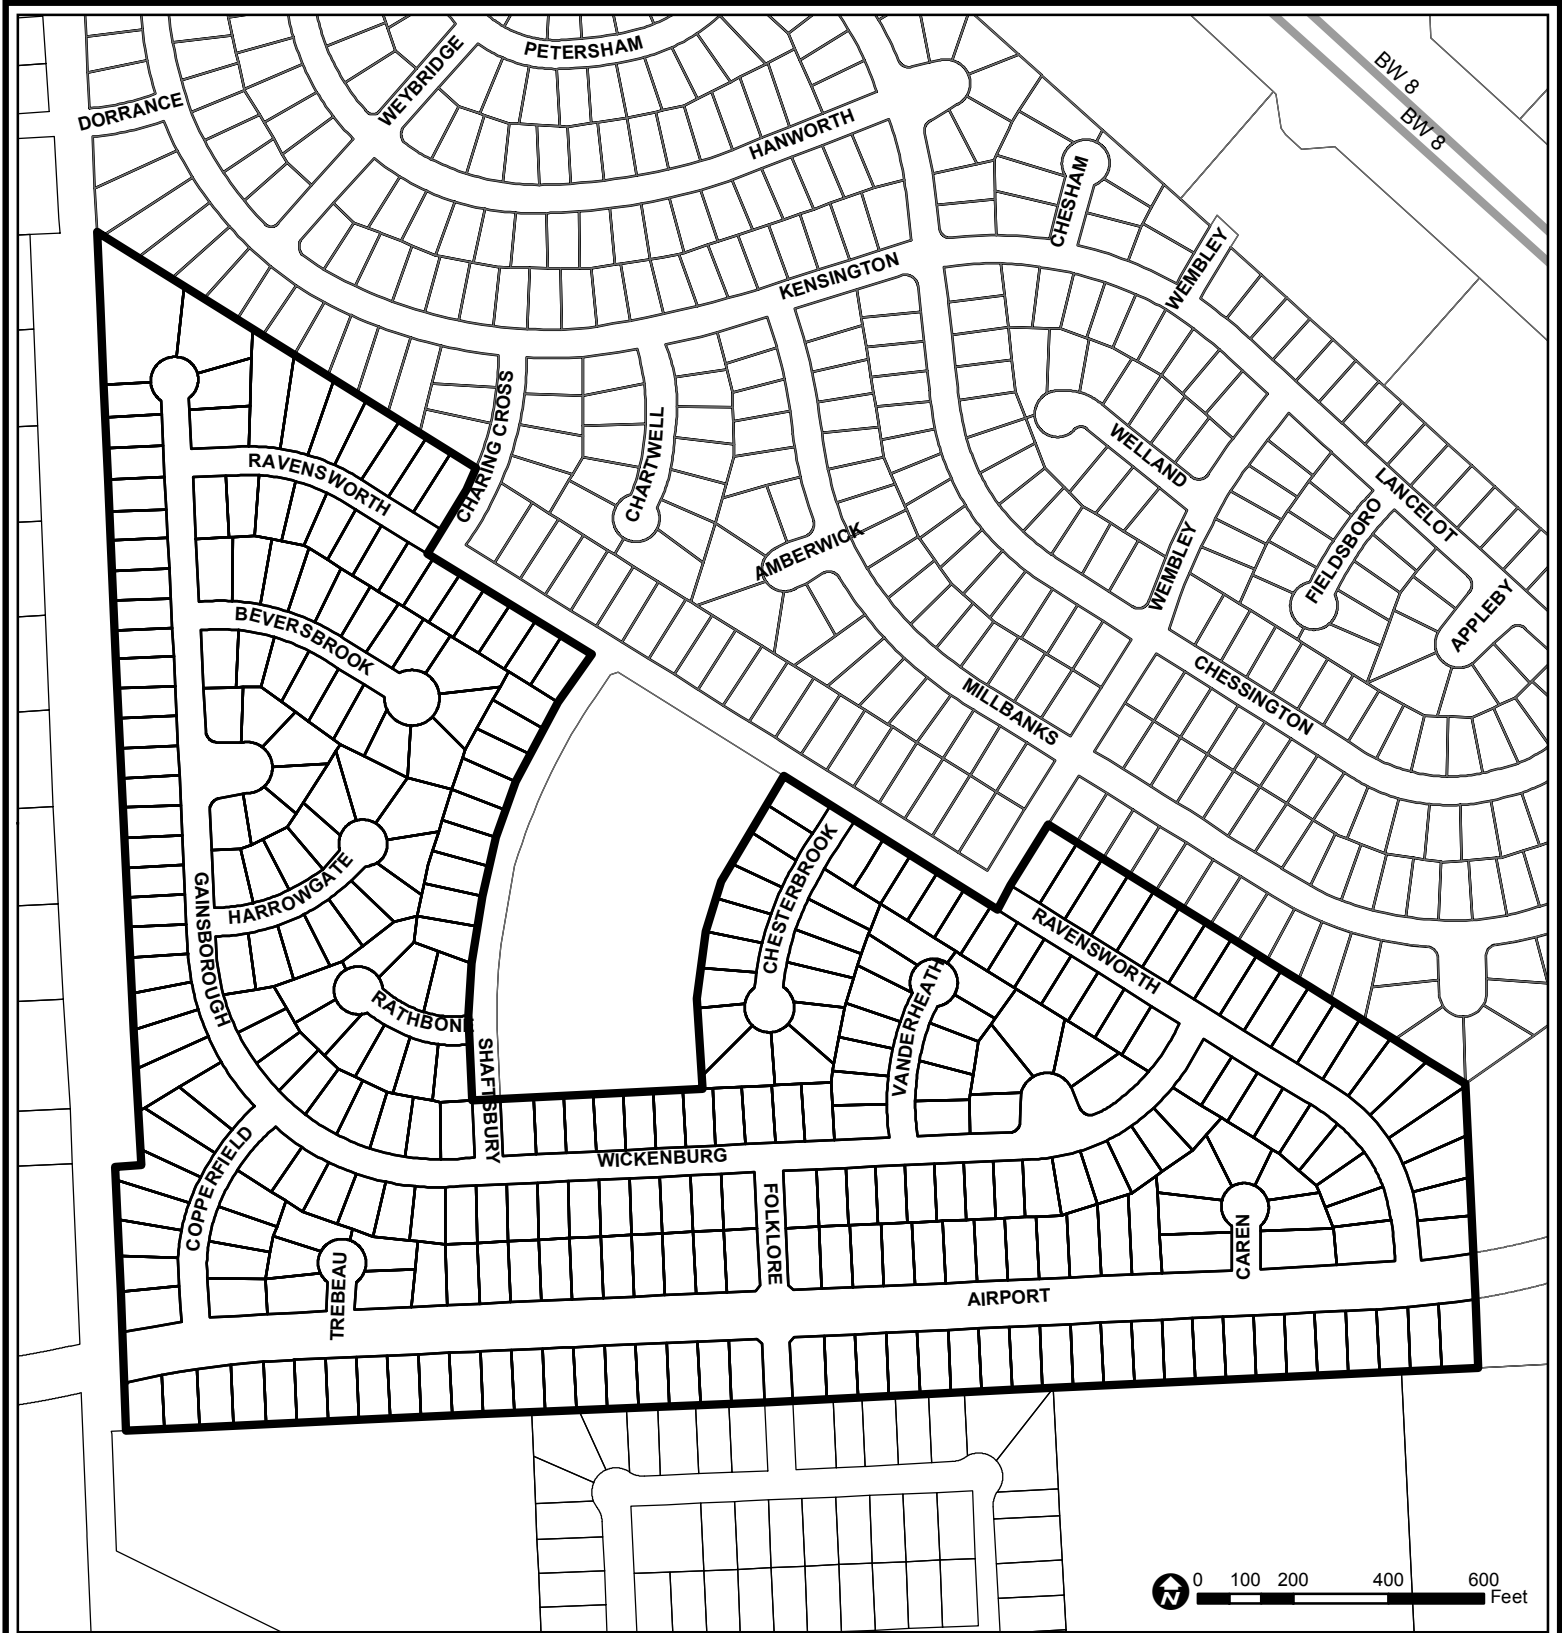 PETERSHAM
WEYBRIDGE
BW 8
BW 8
DORRANCE
HANWORTH
CHESHAM
WEMBLEY
KENSINGTON
CHARING CROSS
CHARTWELL
WELLAND
RAVENSWORTH
LANCELOT
FIELDSBORO
AMBERWICK
WEMBLEY
APPLEBY
BEVERSBROOK
CHESSINGTON
MILLBANKS
CHESTERBROOK
HARROWGATE
GAINSBOROUGH
RAVENSWORTH
RATHBONE
VANDERHEATH
SHAFTSBURY
COPPERFIELD
WICKENBURG
FOLKLORE
CAREN
TREBEAU
AIRPORT
N
0 100 200 400 600
Feet